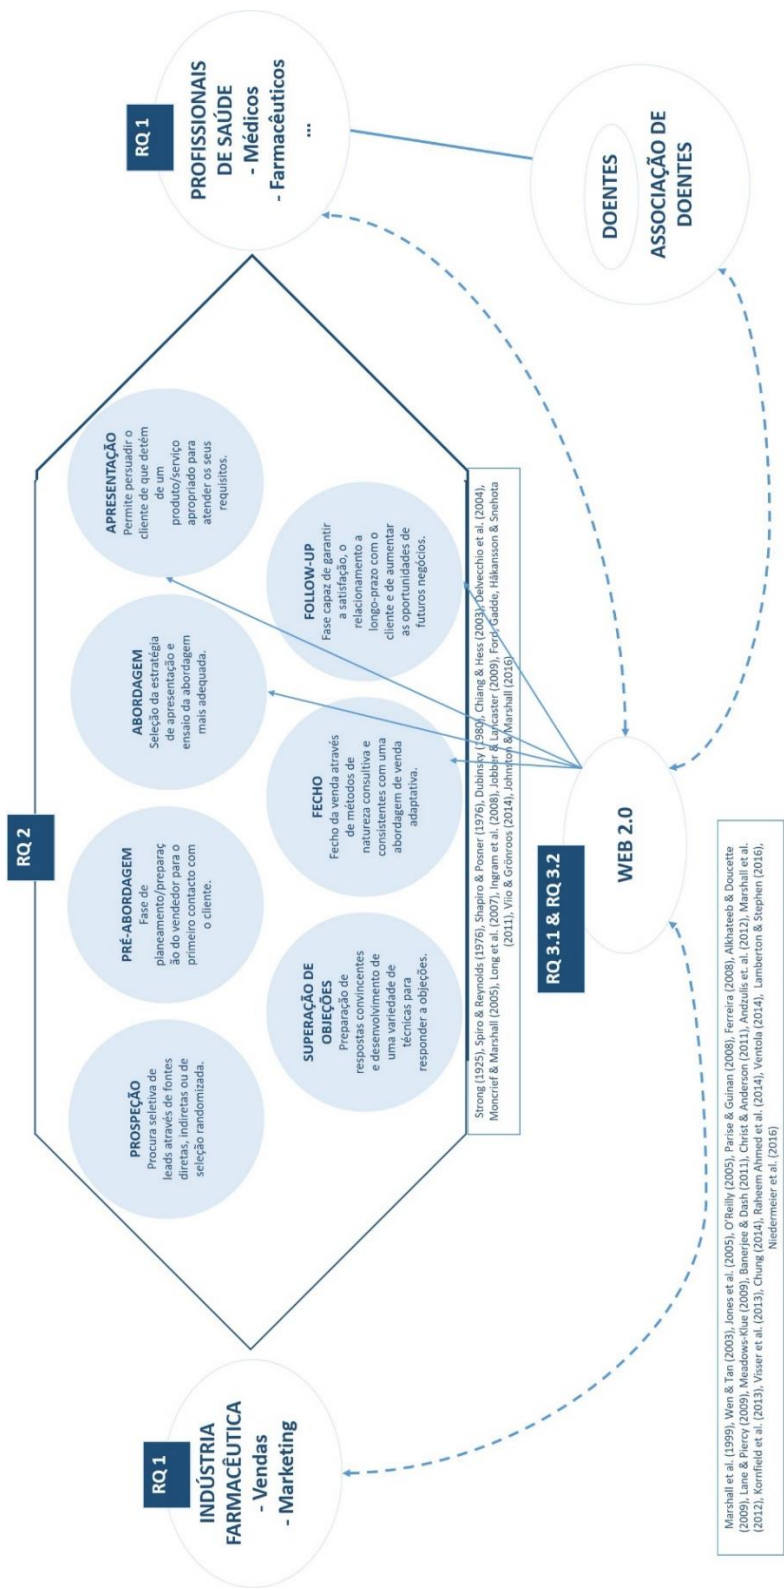 RQ 1
INDÚSTRIA
FARMACÊUTICA
- Vendas
- Marketing
RQ 2
PROSPEÇÃO
Procura seletiva de
leads através de fontes
diretas, indiretas ou de
seleção randomizada.
PRÉ-ABORDAGEM
Fase de
planeamento/preparaç
ão do vendedor para o
primeiro contacto com
o cliente.
ABORDAGEM
Seleção da estratégia
de apresentação e
ensaio da abordagem
mais adequada.
APRESENTAÇÃO
Permite persuadir o
cliente de que detém
de um
produto/serviço
apropriado para
atender os seus
requisitos.
SUPERAÇÃO DE
OBJEÇÕES
Preparação de
respostas convincentes
e desenvolvimento de
uma variedade de
técnicas para
responder a objeções.
FECHO
Fecho da venda através
de métodos de
natureza consultiva e
consistentes com uma
abordagem de venda
adaptativa.
FOLLOW-UP
Fase capaz de garantir
a satisfação, o
relacionamento a
longo-prazo com o
cliente e de aumentar
as oportunidades de
futuros negócios.
Strong (1925), Spiro & Reynolds (1976), Shapiro & Posner (1976), Dubinsky (1980), Chiang & Hess (2003), Delvecchio et al. (2004),
Moncrief & Marshall (2005), Long et al. (2007), Ingram et al. (2008), Jobber & Lancaster (2009), Ford, Gadde, Håkansson & Snehota
(2011), Viio & Grönroos (2014), Johnston & Marshall (2016)
RQ 1
PROFISSIONAIS
DE SAÚDE
- Médicos
- Farmacêuticos
...
RQ 3.1 & RQ 3.2
WEB 2.0
DOENTES
ASSOCIAÇÃO DE
DOENTES
Marshall et al. (1999), Wen & Tan (2003), Jones et al. (2005), O'Reilly (2005), Parise & Guinan (2008), Ferreira (2008), Alkhateeb & Doucette
(2009), Lane & Piercy (2009), Meadows-Klue (2009), Banerjee & Dash (2011), Christ & Anderson (2011), Andzulis et. al. (2012), Marshall et al.
(2012), Kornfield et al. (2013), Visser et al. (2013), Chung (2014), Raheem Ahmed et al. (2014), Ventola (2014), Lamberton & Stephen (2016),
Niedermeier et al. (2016)